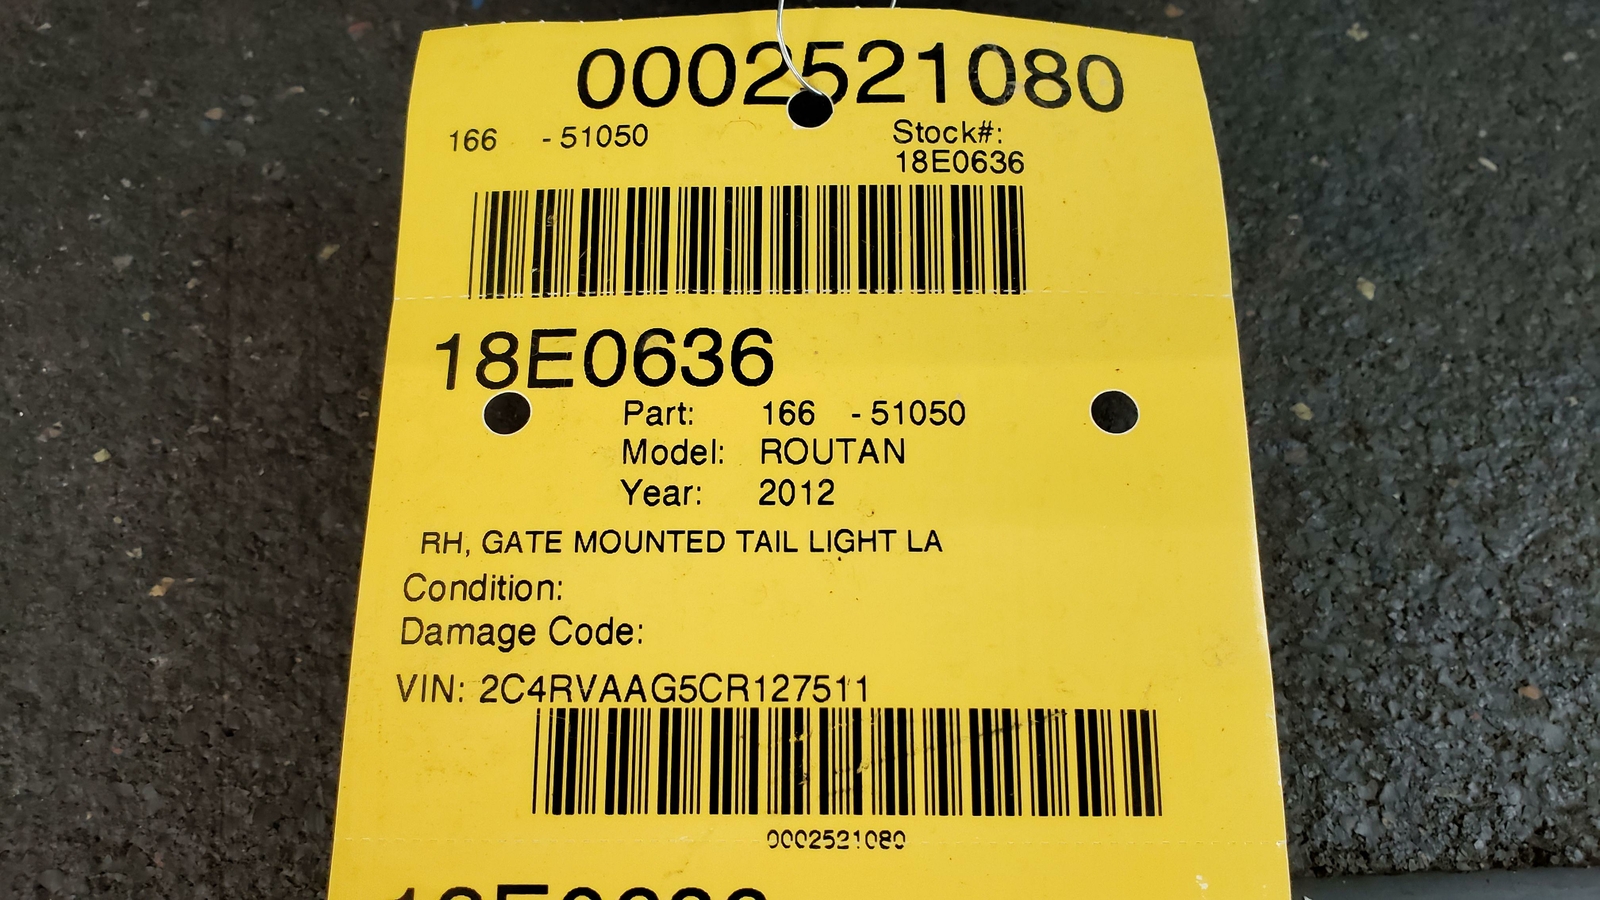 0002521080
166 - 51050
Stock#:
18E0636
18E0636
Part: 166 - 51050
Model: ROUTAN
Year: 2012
RH, GATE MOUNTED TAIL LIGHT LA
Condition:
Damage Code:
VIN: 2C4RVAAG5CR127511
0002521080